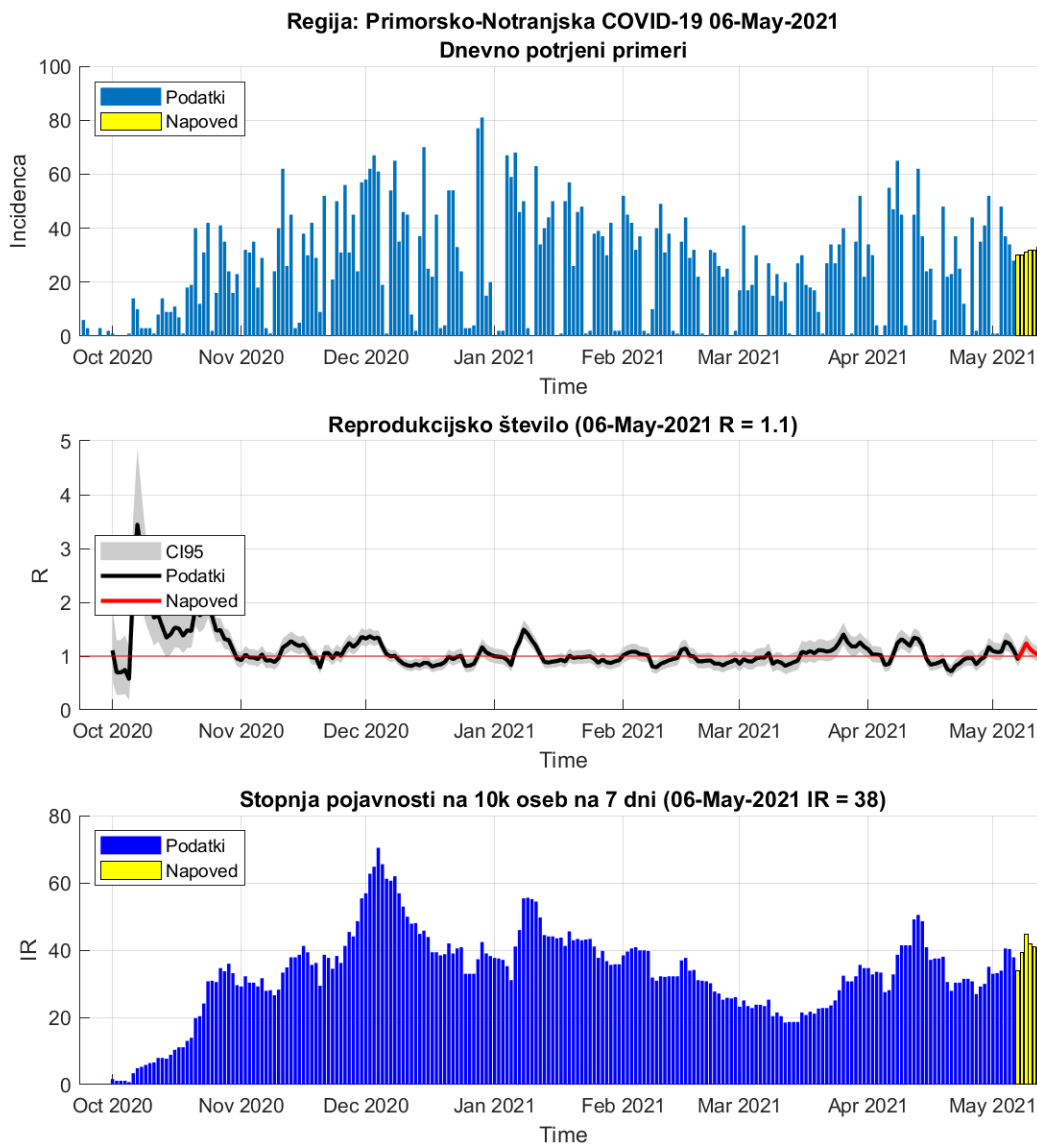 Regija: Primorsko-Notranjska COVID-19 06-May-2021
Dnevno potrjeni primeri
100
80
60
40
20
0
Incidenca
Podatki
Napoved
Oct 2020 Nov 2020 Dec 2020 Jan 2021 Feb 2021 Mar 2021 Apr 2021 May 2021
Time
Reprodukcijsko število (06-May-2021 R = 1.1)
5
4
3
2
1
0
R
CI95
Podatki
Napoved
Oct 2020 Nov 2020 Dec 2020 Jan 2021 Feb 2021 Mar 2021 Apr 2021 May 2021
Time
Stopnja pojavnosti na 10k oseb na 7 dni (06-May-2021 IR = 38)
80
60
40
20
0
IR
Podatki
Napoved
Oct 2020 Nov 2020 Dec 2020 Jan 2021 Feb 2021 Mar 2021 Apr 2021 May 2021
Time